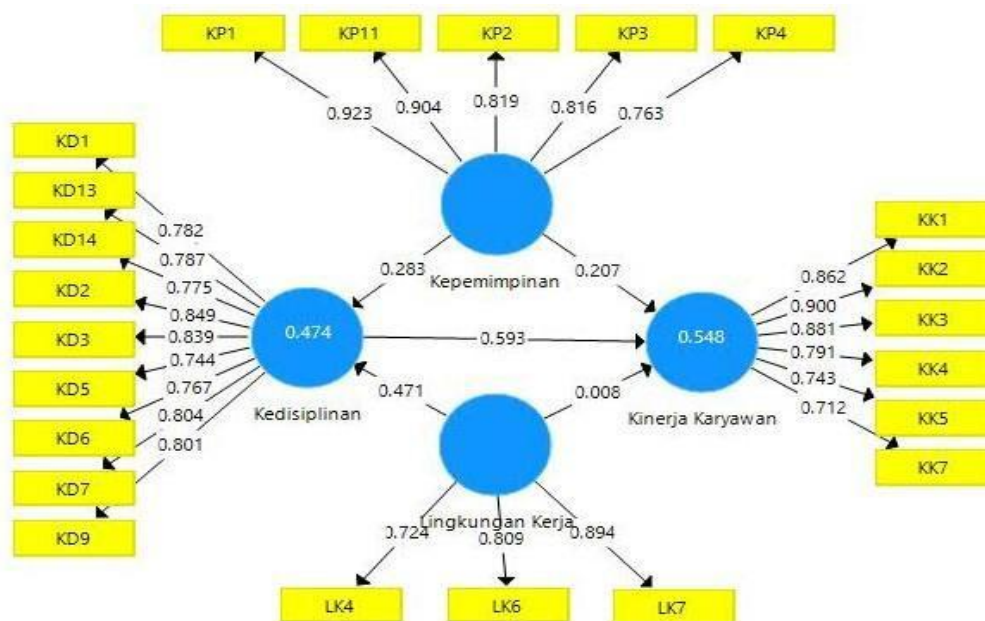 KP1 KP11 KP2 KP3 KP4
0.923 0.904 0.819 0.816 0.763
KD1
KD13
KD14
KD2
KD3
KD5
KD6
KD7
KD9
0.782
0.787
0.775
0.849
0.839
0.744
0.767
0.804
0.801
Kepemimpinan
0.283
0.207
0.474
Kedisiplinan
0.593
0.548
Kinerja Karyawan
0.471
0.008
Lingkungan Kerja
0.862
0.900
0.881
0.791
0.743
0.712
KK1
KK2
KK3
KK4
KK5
KK7
0.724 0.809 0.894
LK4 LK6 LK7